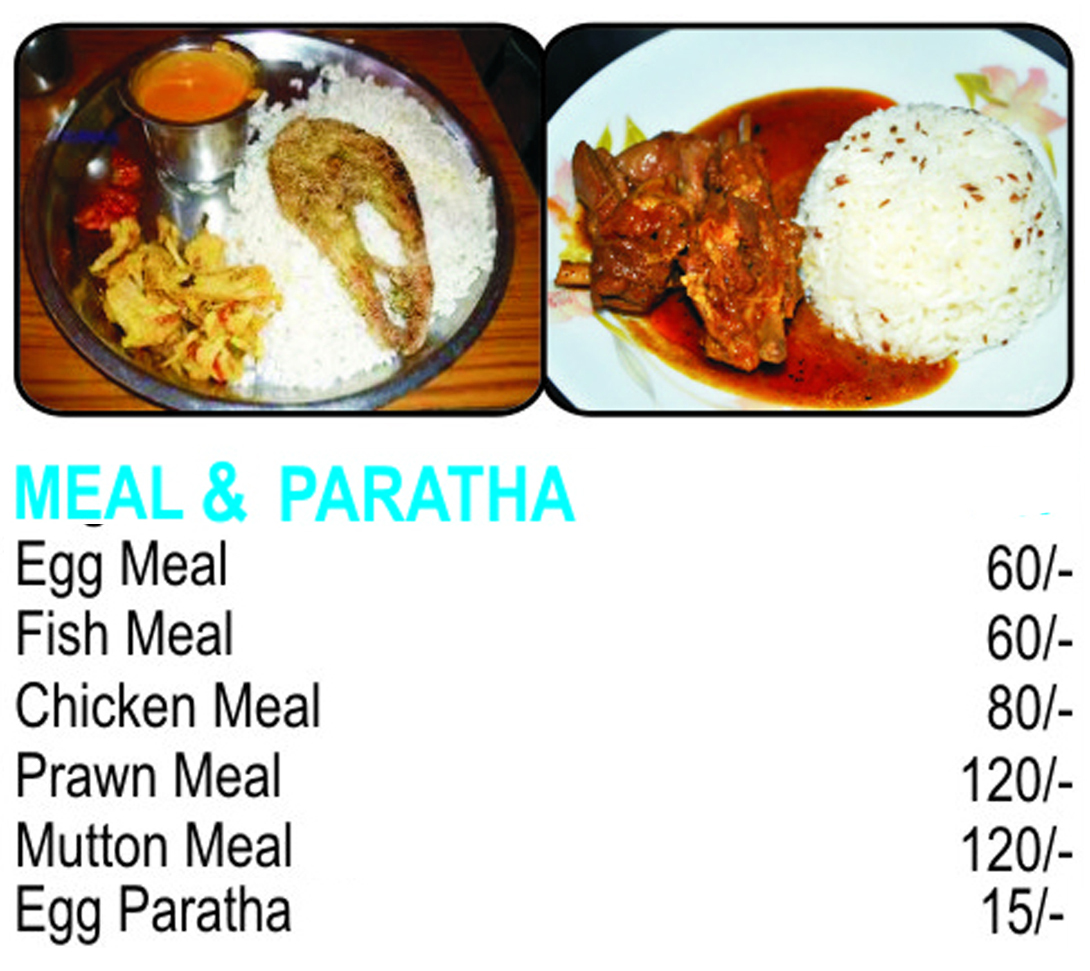 MEAL & PARATHA
Egg Meal 60/-
Fish Meal 60/-
Chicken Meal 80/-
Prawn Meal 120/-
Mutton Meal 120/-
Egg Paratha 15/-